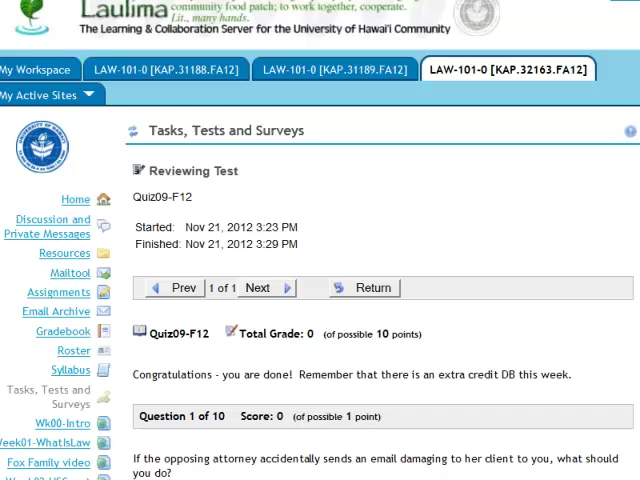 Laulima
community food patch; to work together, cooperate.
Lit., many hands.
The Learning & Collaboration Server for the University of Hawai'i Community
My Workspace
LAW-101-0 [KAP.31188.FA12]
LAW-101-0 [KAP.31189.FA12]
LAW-101-0 [KAP.32163.FA12]
My Active Sites
Tasks, Tests and Surveys
UNIVERSITY OF HAWAII
Reviewing Test
Home
Quiz09-F12
Discussion and
Private Messages
Started: Nov 21, 2012 3:23 PM
Finished: Nov 21, 2012 3:29 PM
Resources
Mailtool
Assignments
Prev 1 of 1 Next Return
Email Archive
Gradebook
Quiz09-F12 Total Grade: 0 (of possible 10 points)
Roster
Syllabus
Congratulations - you are done! Remember that there is an extra credit DB this week.
Tasks, Tests and
Surveys
Question 1 of 10 Score: 0 (of possible 1 point)
Wk00-Intro
Week01-WhatIsLaw
Fox Family video
If the opposing attorney accidentally sends an email damaging to her client to you, what should
you do?